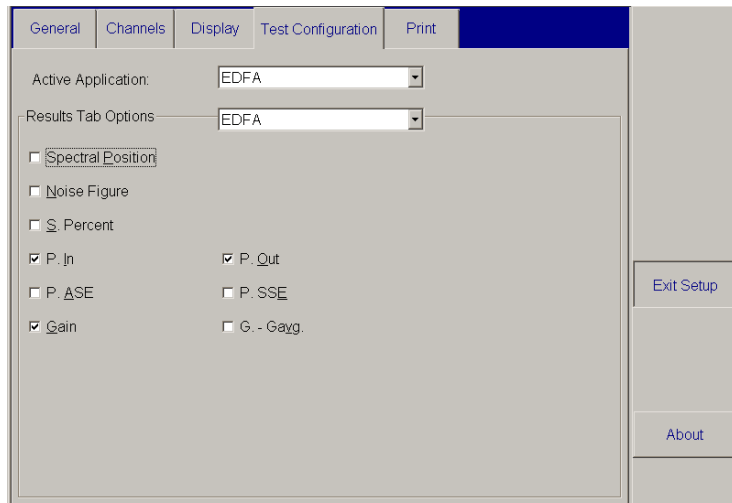 General Channels Display Test Configuration Print
Active Application: EDFA
Results Tab Options EDFA
Spectral Position
Noise Figure
S. Percent
P. In P. Out
P. ASE P. SSE
Gain G. - Gavg.
Exit Setup
About